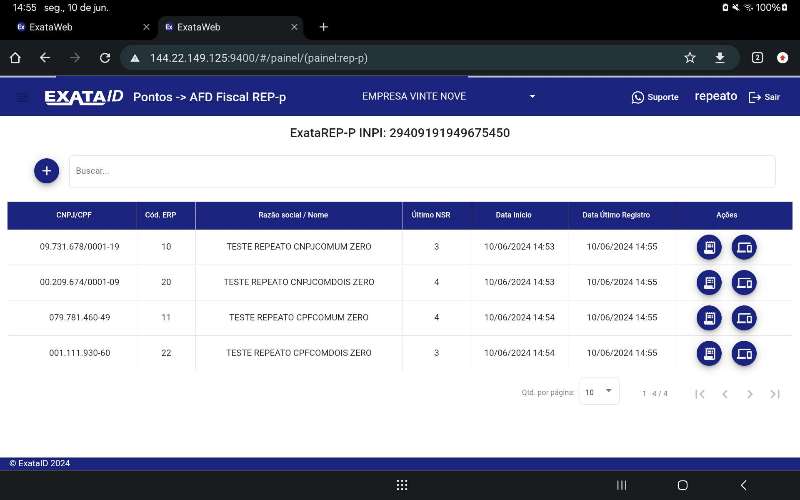 14:55 seg., 10 de jun. 100%
ExataWeb
ExataWeb
144.22.149.125:9400/#/painel/(painel:rep-p)
2
EXATAID Pontos -> AFD Fiscal REP-p EMPRESA VINTE NOVE Suporte repeato Sair
ExataREP-P INPI: 29409191949675450
Buscar...
CNPJ/CPF Cód. ERP Razão social / Nome Último NSR Data Inicio Data Útimo Registro Ações
09.731.678/0001-19 10 TESTE REPEATO CNPJCOMUM ZERO 3 10/06/2024 14:53 10/06/2024 14:55
00.209.674/0001-09 20 TESTE REPEATO CNPJCOMDOIS ZERO 4 10/06/2024 14:53 10/06/2024 14:55
079.781.460-49 11 TESTE REPEATO CPFCOMUM ZERO 4 10/06/2024 14:54 10/06/2024 14:55
001.111.930-60 22 TESTE REPEATO CPFCOMDOIS ZERO 3 10/06/2024 14:54 10/06/2024 14:55
Qtd. por página: 10 1 - 4 / 4
© ExataID 2024